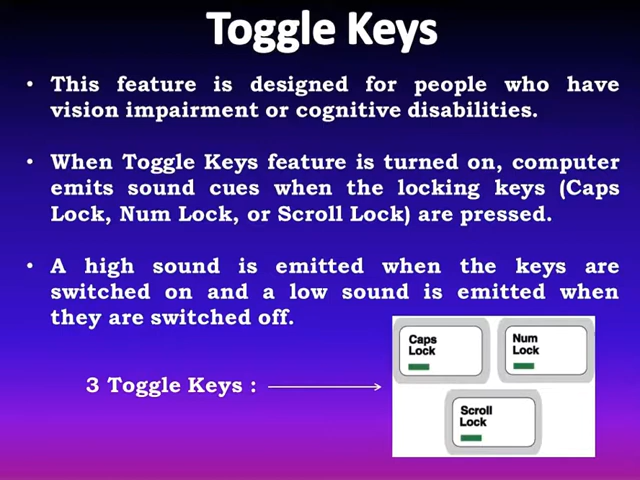 Toggle Keys
• This feature is designed for people who have
vision impairment or cognitive disabilities.
• When Toggle Keys feature is turned on, computer
emits sound cues when the locking keys (Caps
Lock, Num Lock, or Scroll Lock) are pressed.
• A high sound is emitted when the keys are
switched on and a low sound is emitted when
they are switched off.
3 Toggle Keys :
Caps
Lock
Num
Lock
Scroll
Lock